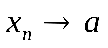 xₙ → a